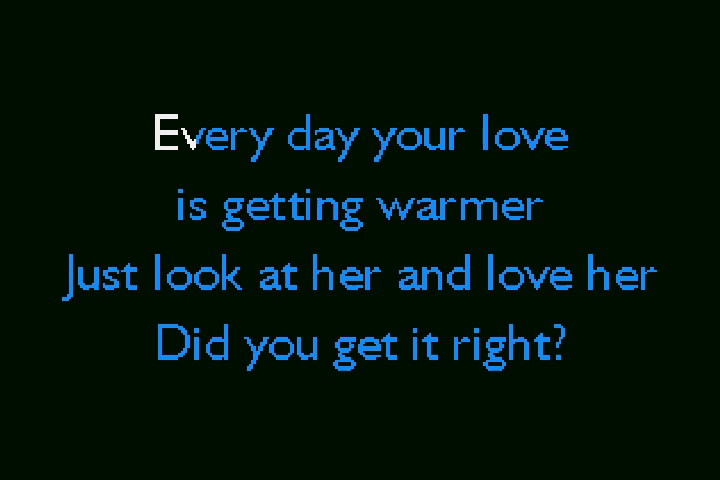 Every day your love
is getting warmer
Just look at her and love her
Did you get it right?